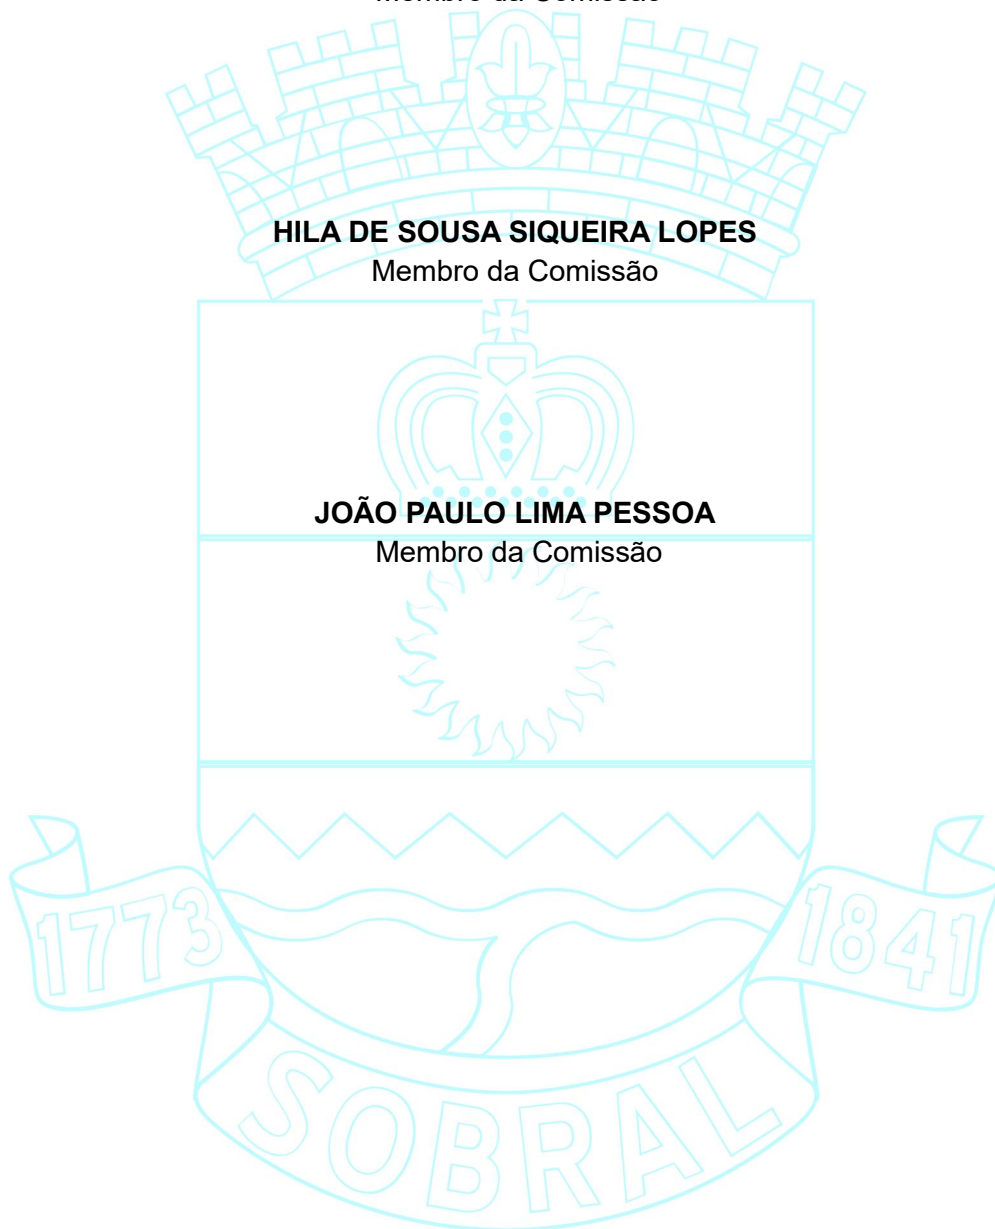 Membro da Comissão
HILA DE SOUSA SIQUEIRA LOPES
Membro da Comissão
JOÃO PAULO LIMA PESSOA
Membro da Comissão
1773
1841
SOBRAL